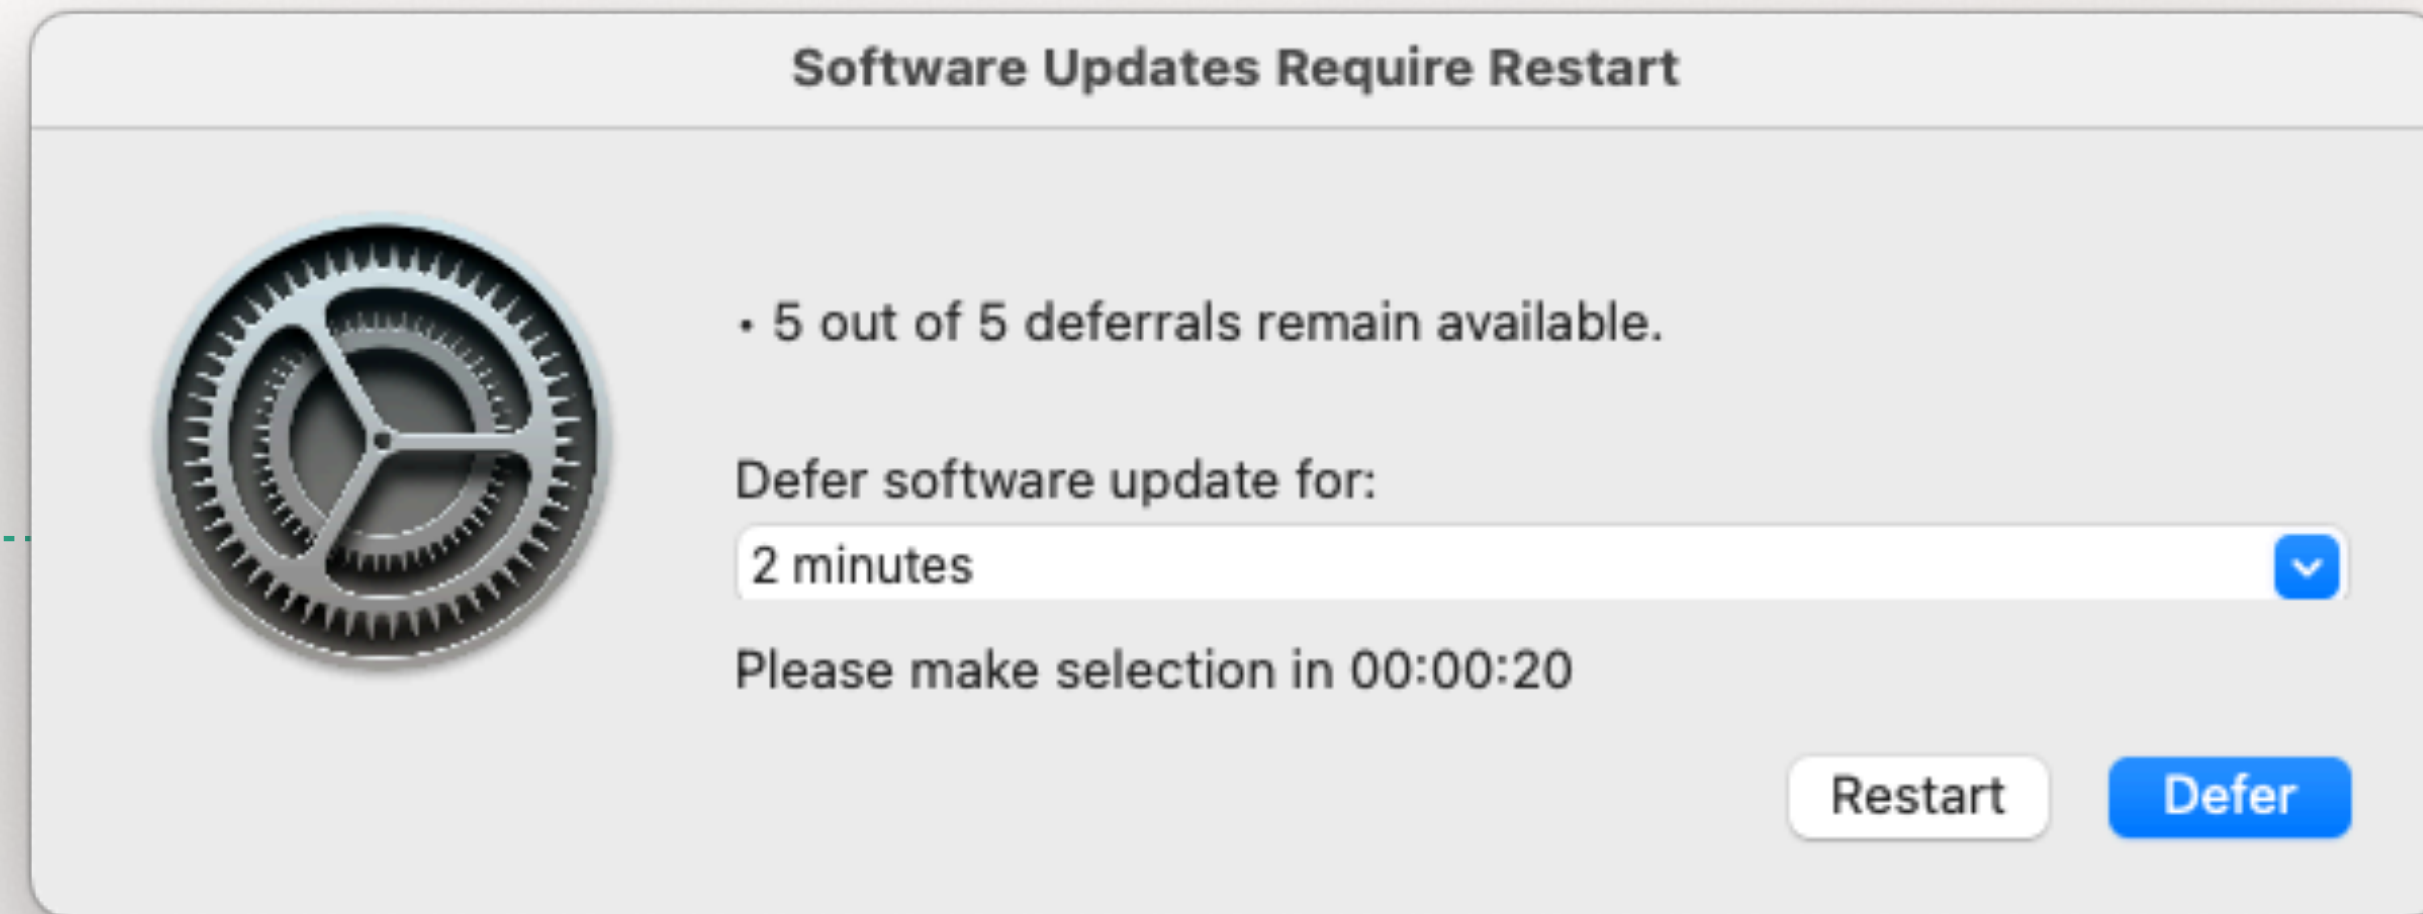 Software Updates Require Restart
• 5 out of 5 deferrals remain available.
Defer software update for:
2 minutes
Please make selection in 00:00:20
Restart
Defer